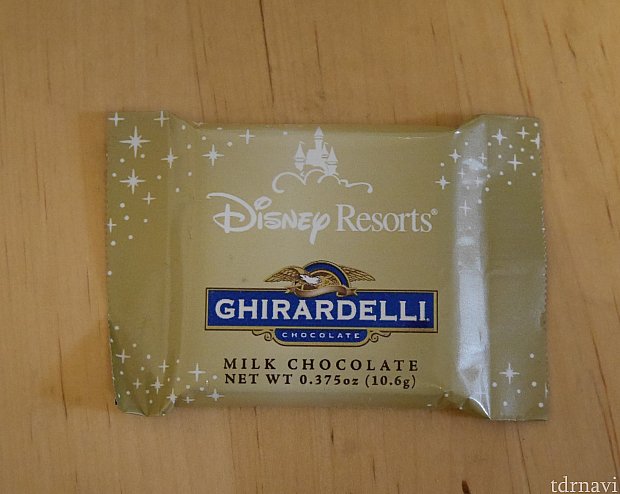 Disney Resorts®
GHIRARDELLI®
CHOCOLATE
MILK CHOCOLATE
NET WT 0.375oz (10.6g)
tdrnavi